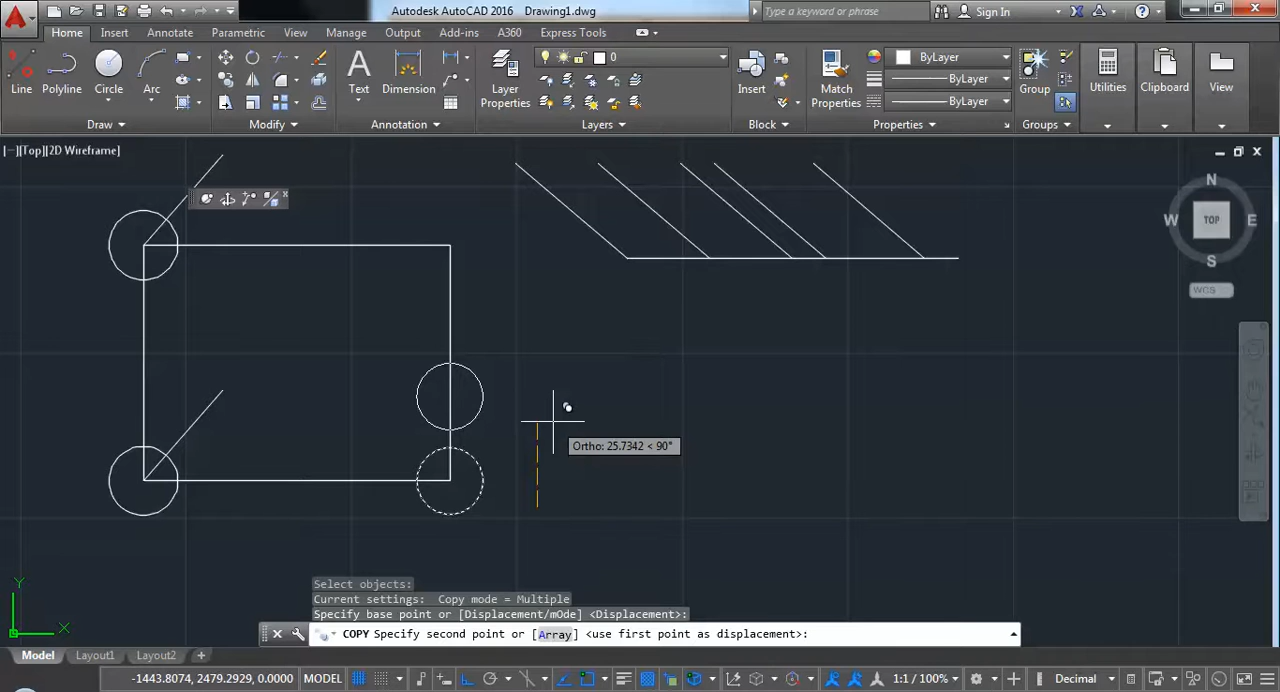 Autodesk AutoCAD 2016 Drawing1.dwg
Type a keyword or phrase
Sign In
Home Insert Annotate Parametric View Manage Output Add-ins A360 Express Tools
Line Polyline Circle Arc
Draw
Modify
Text Dimension
Annotation
Layer Properties
0
Layers
Insert
Block
Match Properties
ByLayer
ByLayer
ByLayer
Properties
Group
Groups
Utilities
Clipboard
View
[−][Top][2D Wireframe]
N
W TOP E
S
WCS
Ortho: 25.7342 < 90°
Y
X
Select objects:
Current settings: Copy mode = Multiple
Specify base point or [Displacement/mOde] <Displacement>:
COPY Specify second point or [Array] <use first point as displacement>:
Model Layout1 Layout2 +
-1443.8074, 2479.2929, 0.0000 MODEL 1:1 / 100% Decimal